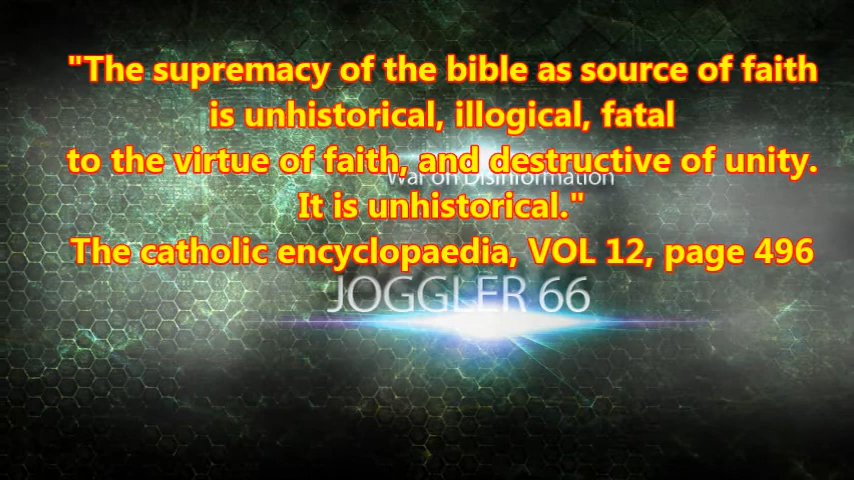 "The supremacy of the bible as source of faith
is unhistorical, illogical, fatal
to the virtue of faith, and destructive of unity.
War on Disinformation
It is unhistorical."
The catholic encyclopaedia, VOL 12, page 496
JOGGLER 66